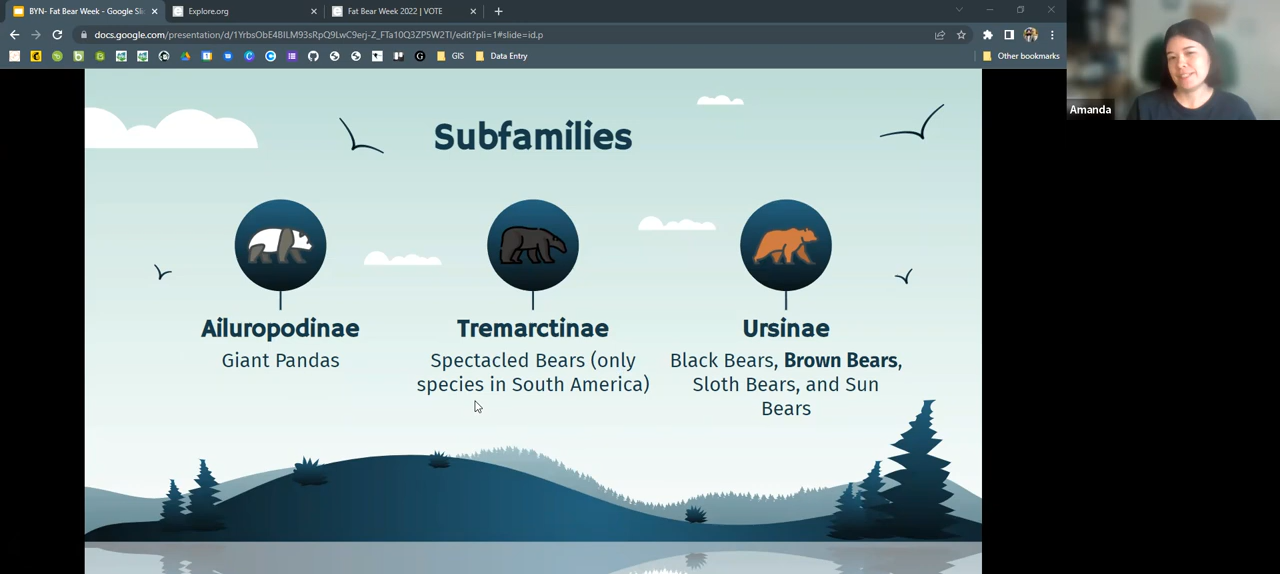 BYN- Fat Bear Week - Google Sli
Explore.org
Fat Bear Week 2022 | VOTE
docs.google.com/presentation/d/1YrbsObE4BILM93sRpQ9LwC9erj-Z_FTa10Q3ZP5W2TI/edit?pli=1#slide=id.p
GIS
Data Entry
Other bookmarks
Amanda
Subfamilies
Ailuropodinae
Giant Pandas
Tremarctinae
Spectacled Bears (only
species in South America)
Ursinae
Black Bears, Brown Bears,
Sloth Bears, and Sun
Bears